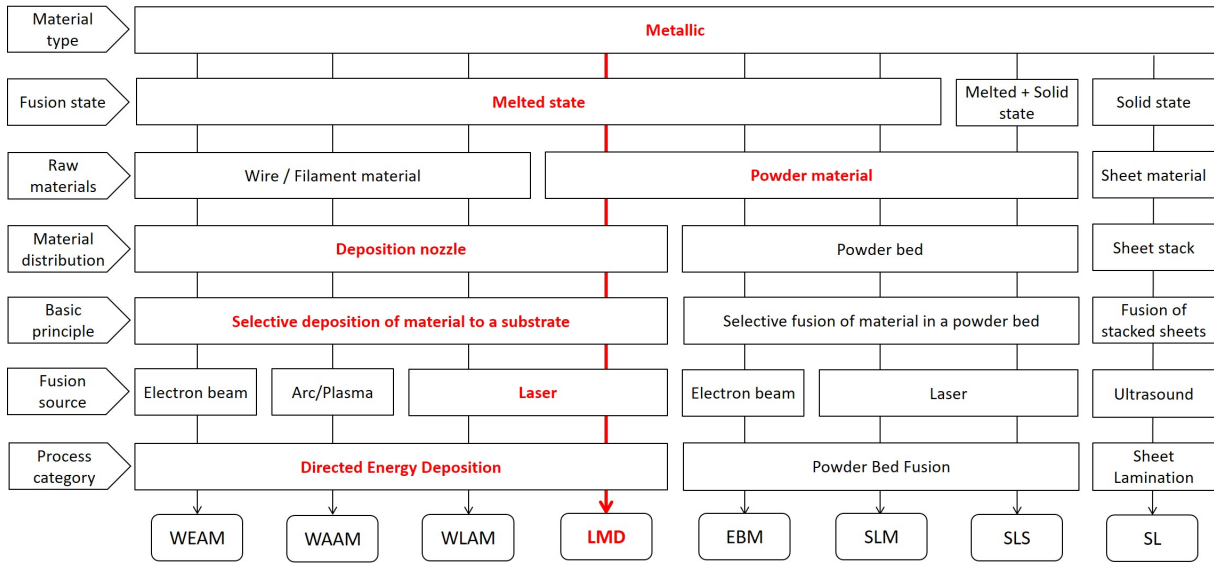 Material
type
Metallic
Fusion state
Melted state
Melted + Solid
state
Solid state
Raw
materials
Wire / Filament material
Powder material
Sheet material
Material
distribution
Deposition nozzle
Powder bed
Sheet stack
Basic
principle
Selective deposition of material to a substrate
Selective fusion of material in a powder bed
Fusion of
stacked sheets
Fusion
source
Electron beam
Arc/Plasma
Laser
Electron beam
Laser
Ultrasound
Process
category
Directed Energy Deposition
Powder Bed Fusion
Sheet
Lamination
WEAM
WAAM
WLAM
LMD
EBM
SLM
SLS
SL